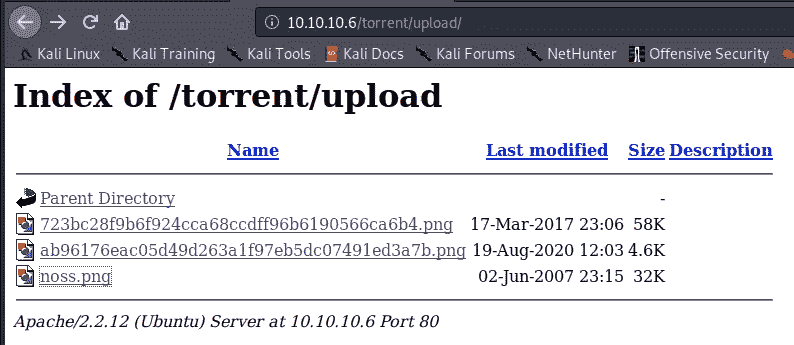 10.10.10.6/torrent/upload/
Kali Linux Kali Training Kali Tools Kali Docs Kali Forums NetHunter Offensive Security
Index of /torrent/upload
Name Last modified Size Description
Parent Directory -
723bc28f9b6f924cca68ccdff96b6190566ca6b4.png 17-Mar-2017 23:06 58K
ab96176eac05d49d263a1f97eb5dc07491ed3a7b.png 19-Aug-2020 12:03 4.6K
noss.png 02-Jun-2007 23:15 32K
Apache/2.2.12 (Ubuntu) Server at 10.10.10.6 Port 80